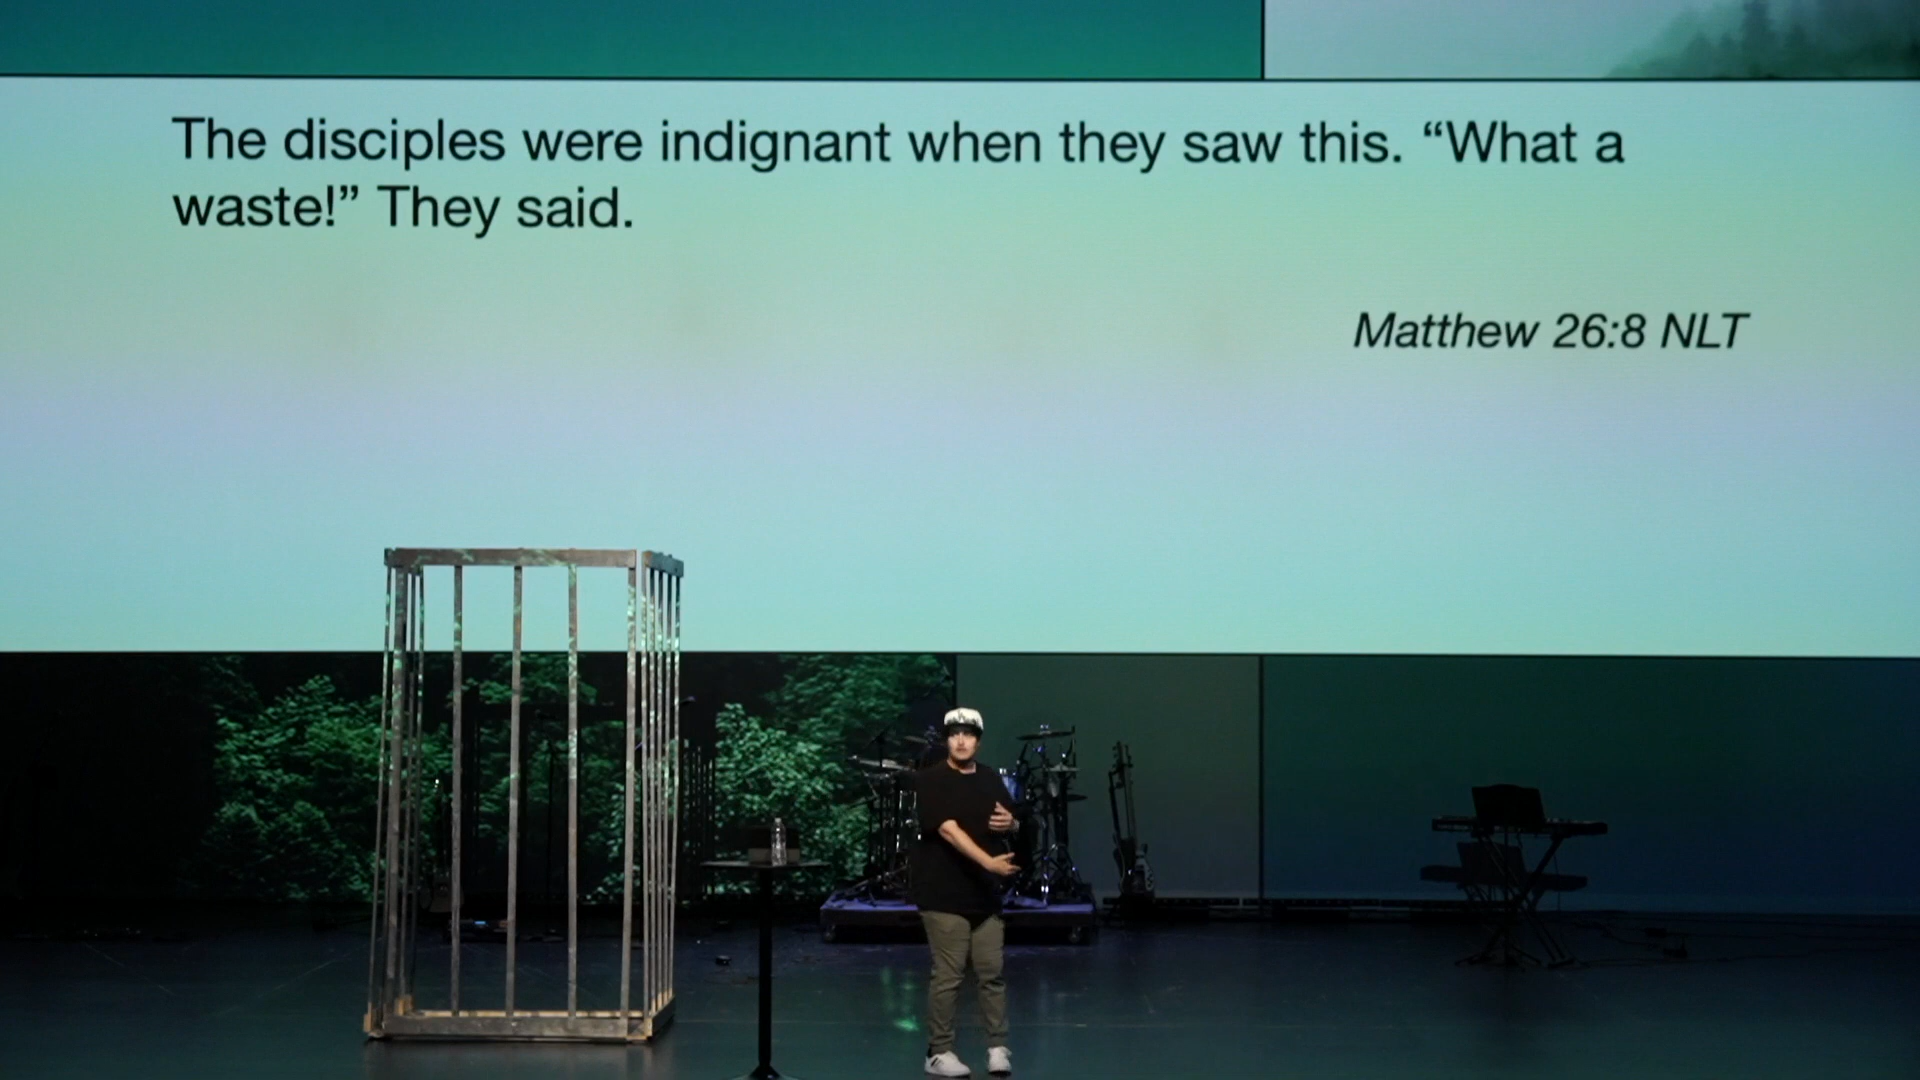 The disciples were indignant when they saw this. “What a
waste!” They said.
Matthew 26:8 NLT